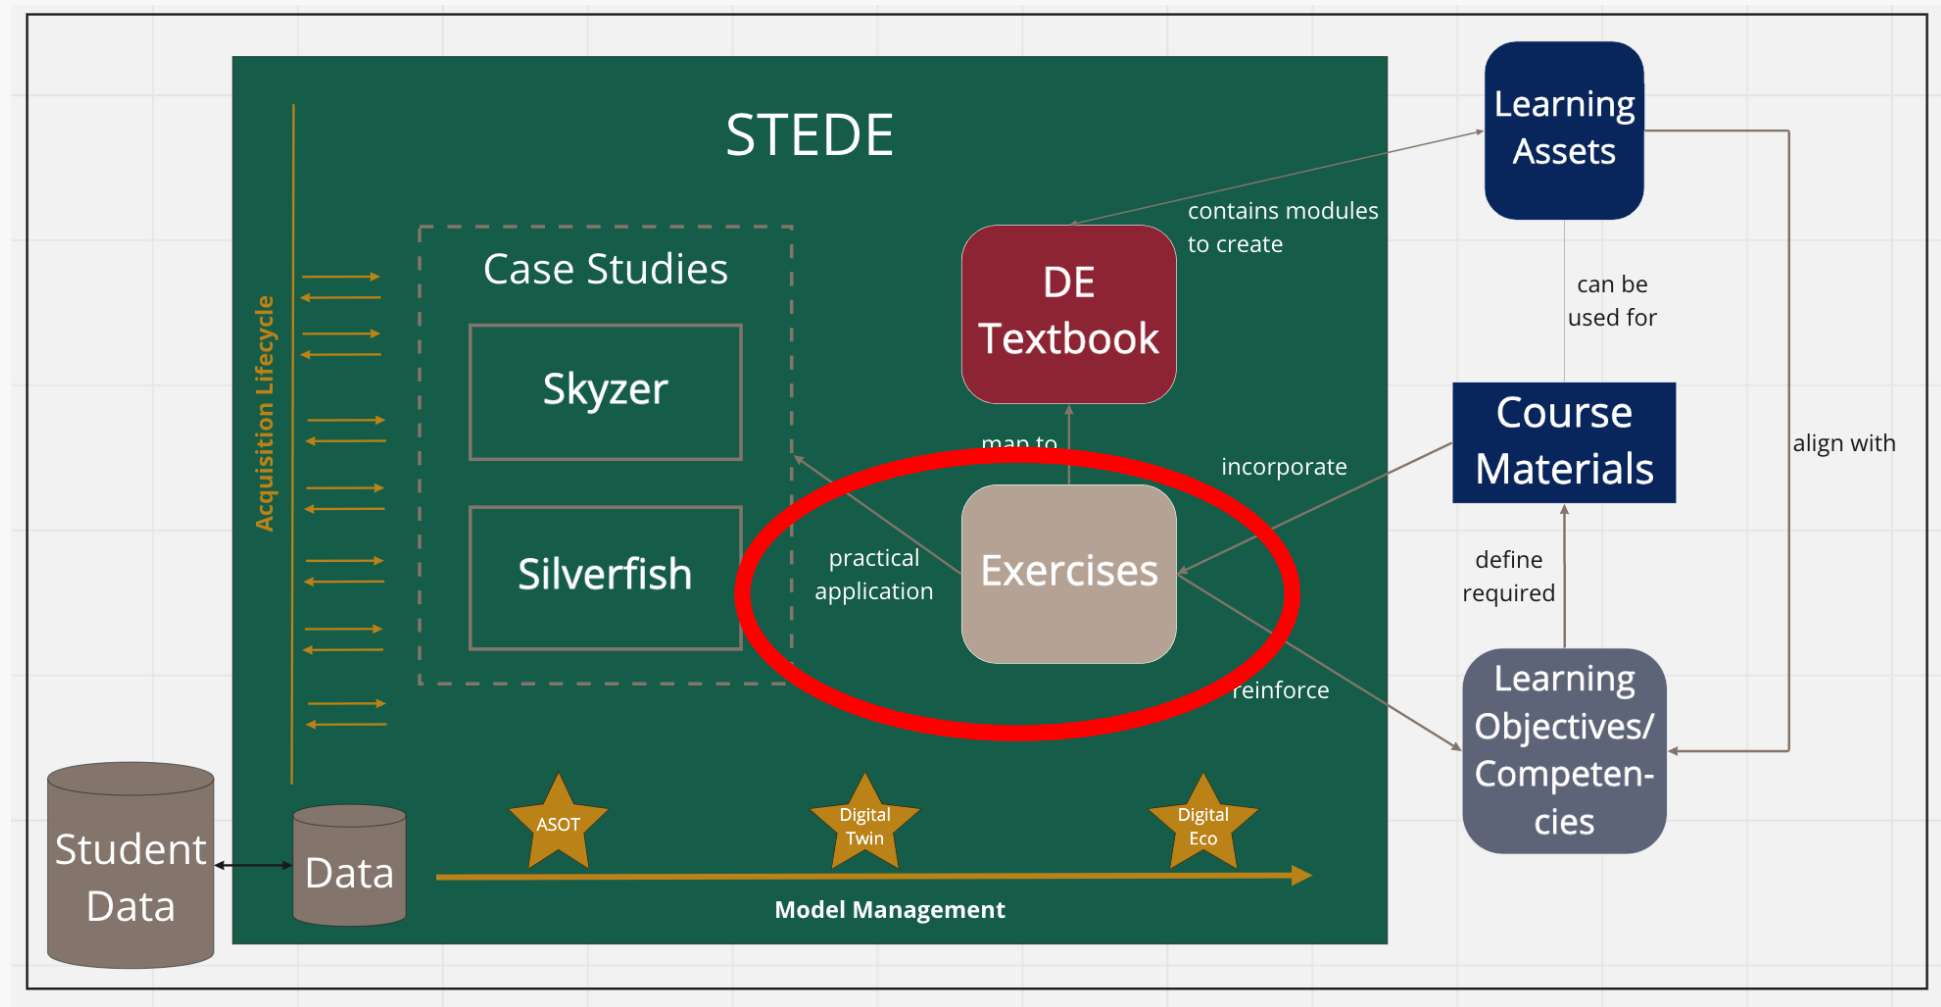 STEDE
Acquisition Lifecycle
Case Studies
Skyzer
Silverfish
DE
Textbook
contains modules
to create
map to
Exercises
practical
application
incorporate
reinforce
Learning
Assets
can be
used for
Course
Materials
align with
define
required
Learning
Objectives/
Competen-
cies
Student
Data
Data
ASOT
Digital
Twin
Digital
Eco
Model Management